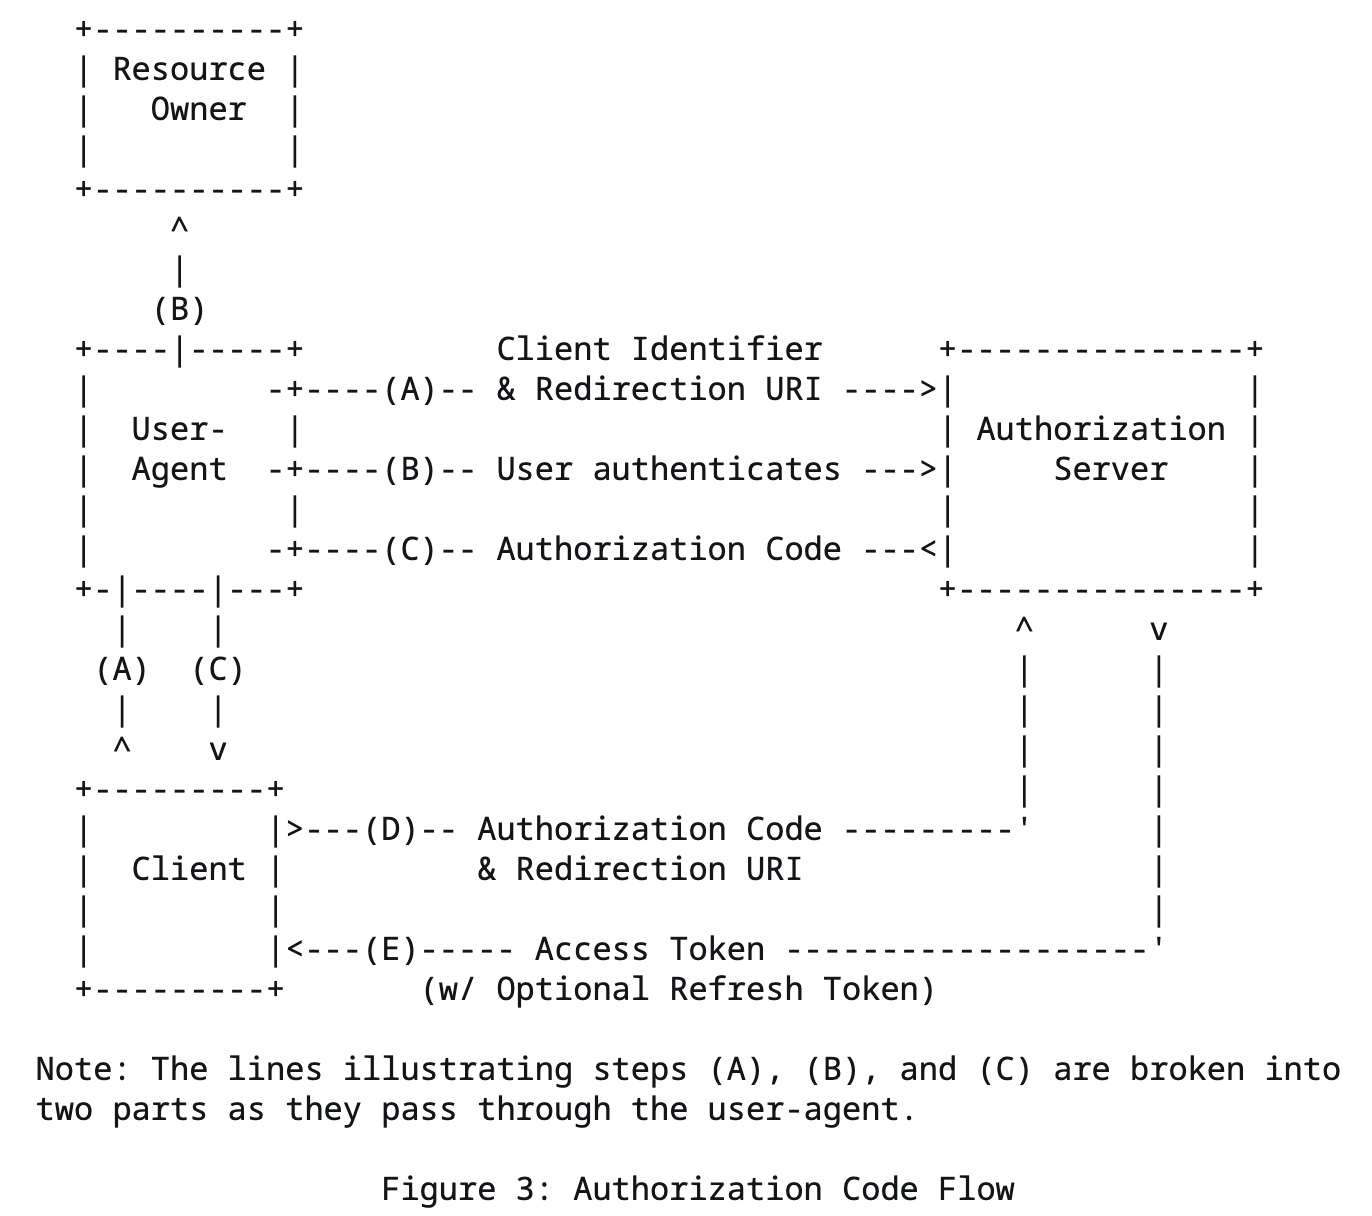 +----------+
| Resource |
|   Owner  |
|          |
+----------+
     ^
     |
    (B)
+----|-----+          Client Identifier      +---------------+
|         -+----(A)-- & Redirection URI ---->|               |
|  User-   |                                 | Authorization |
|  Agent  -+----(B)-- User authenticates --->|     Server    |
|          |                                 |               |
|         -+----(C)-- Authorization Code ---<|               |
+-|----|---+                                 +---------------+
  |    |                                         ^      v
 (A)  (C)                                        |      |
  |    |                                         |      |
  ^    v                                         |      |
+---------+                                      |      |
|         |>---(D)-- Authorization Code ---------'      |
|  Client |          & Redirection URI                  |
|         |                                             |
|         |<---(E)----- Access Token -------------------'
+---------+       (w/ Optional Refresh Token)
Note: The lines illustrating steps (A), (B), and (C) are broken into
two parts as they pass through the user-agent.
Figure 3: Authorization Code Flow